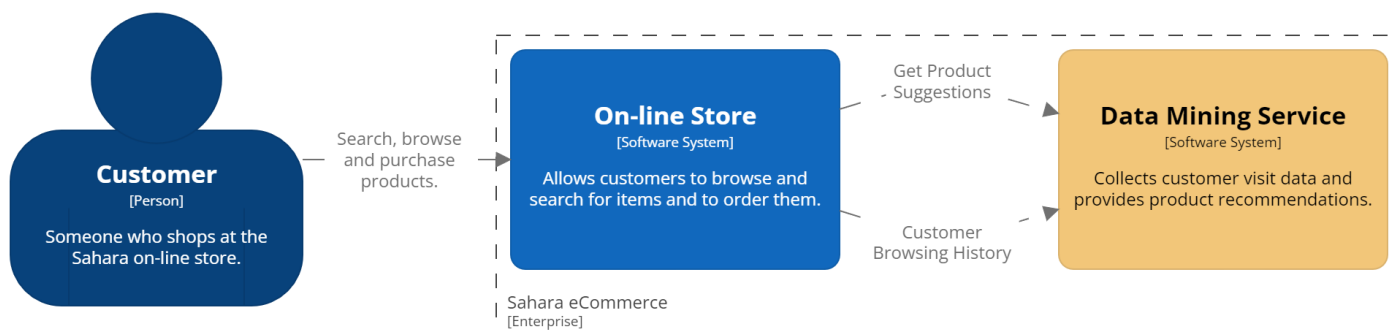 Customer
[Person]
Someone who shops at the
Sahara on-line store.
Search, browse
and purchase
products.
On-line Store
[Software System]
Allows customers to browse and
search for items and to order them.
Get Product
Suggestions
Customer
Browsing History
Data Mining Service
[Software System]
Collects customer visit data and
provides product recommendations.
Sahara eCommerce
[Enterprise]